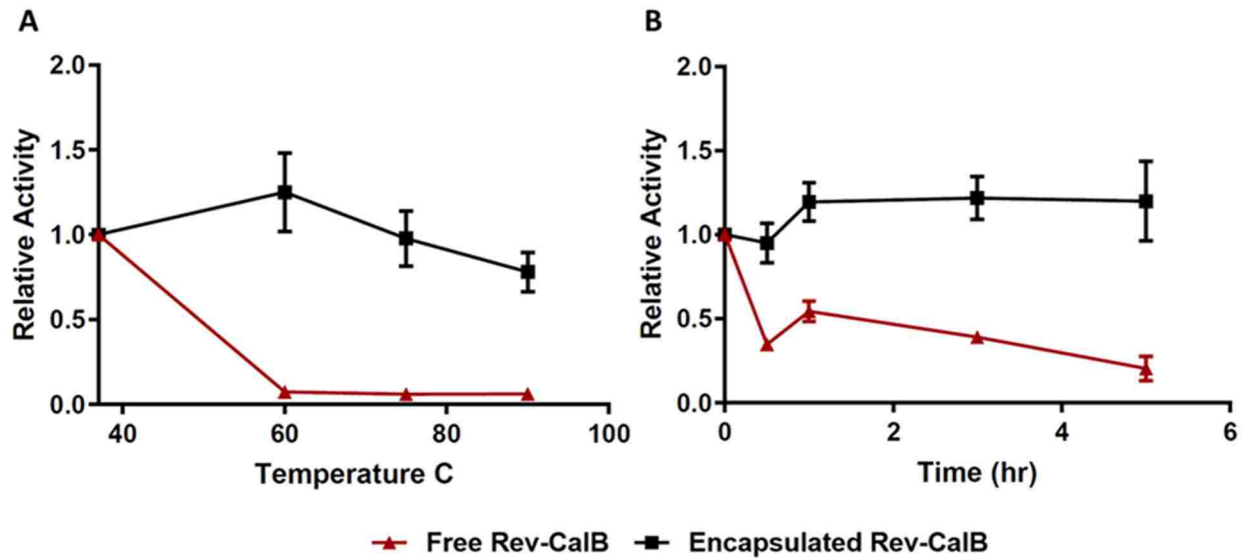 A
2.0
1.5
1.0
0.5
0.0
Relative Activity
40 60 80 100
Temperature C
B
2.0
1.5
1.0
0.5
0.0
Relative Activity
0 2 4 6
Time (hr)
Free Rev-CalB Encapsulated Rev-CalB